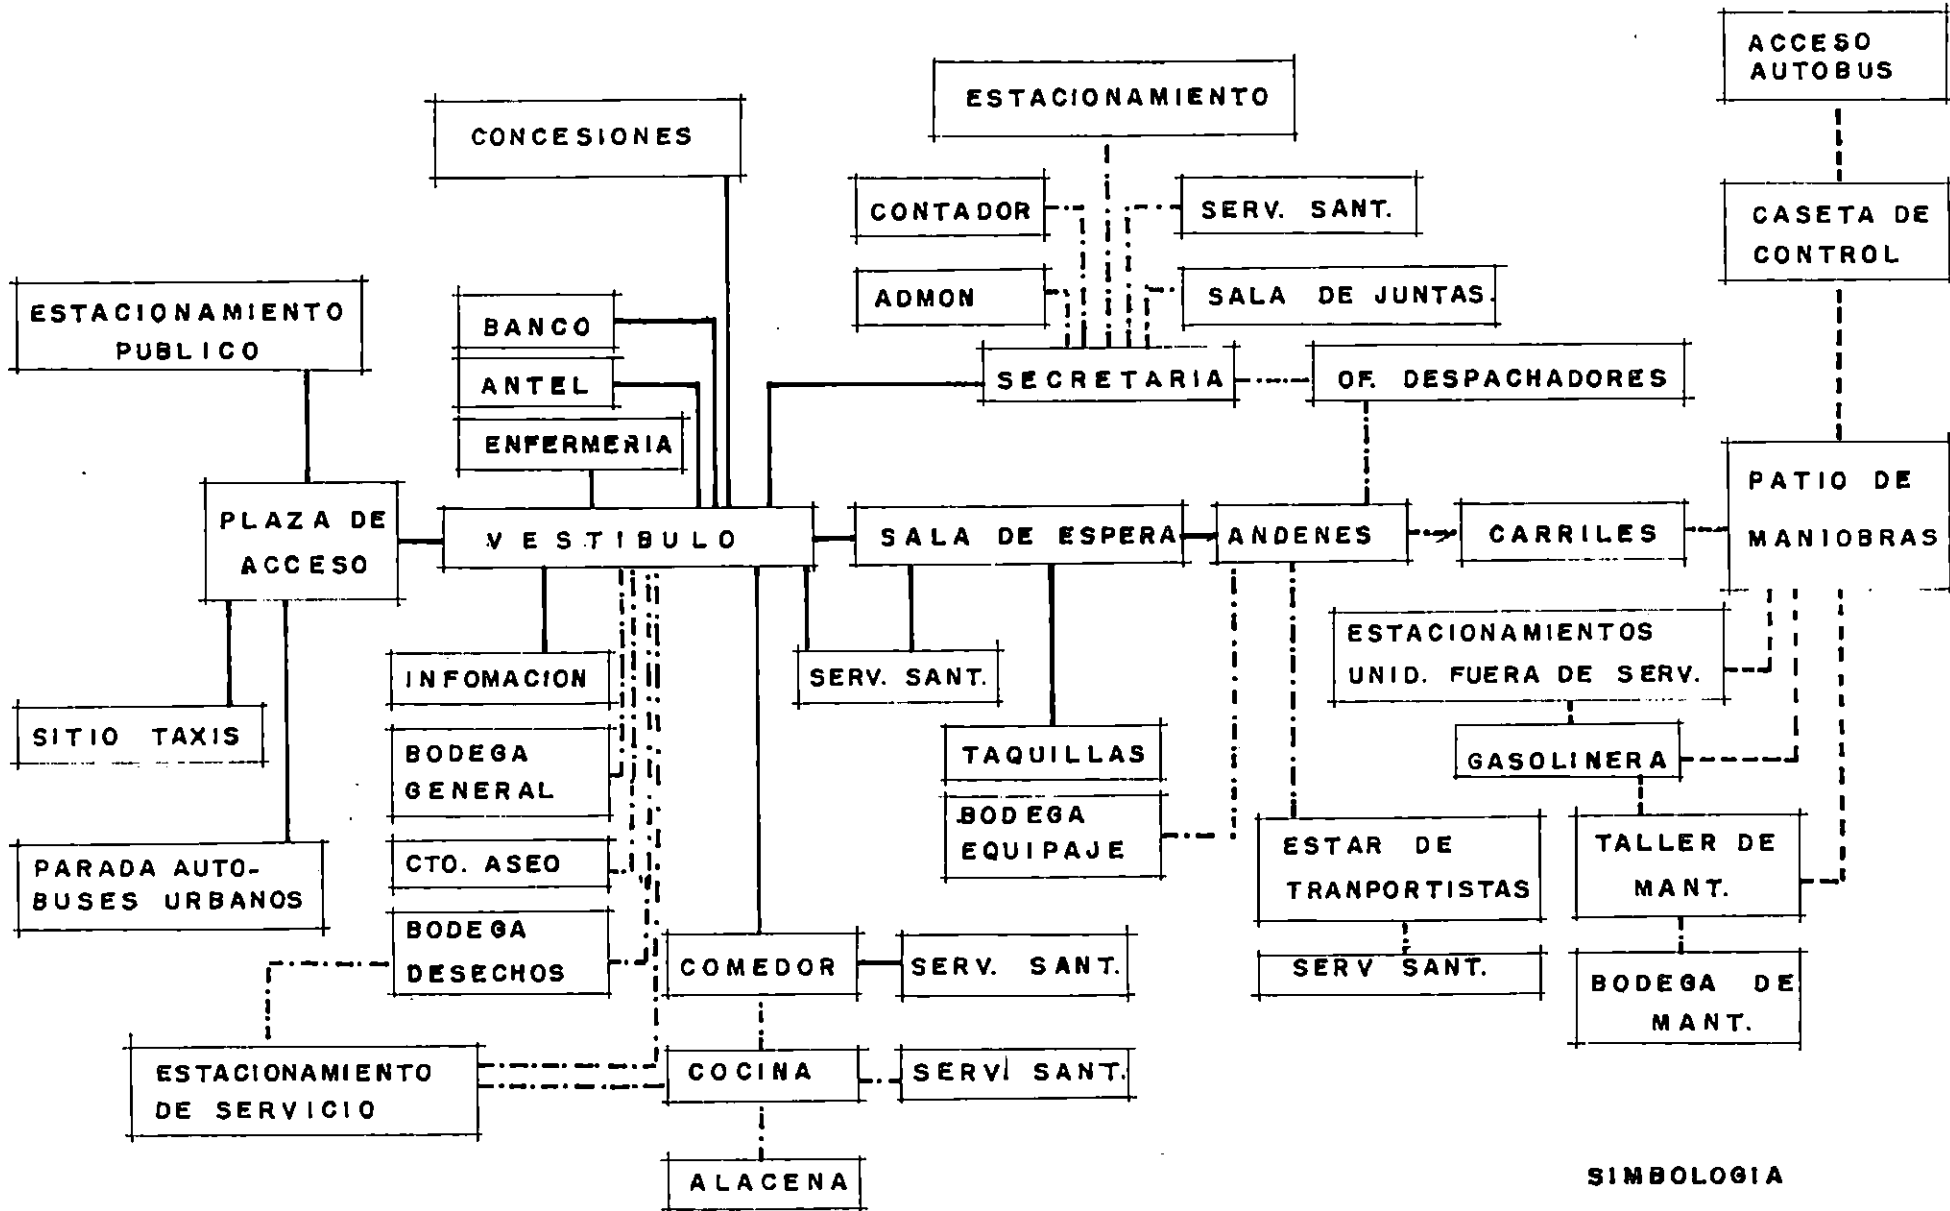 ACCESO
AUTOBUS
ESTACIONAMIENTO
CONCESIONES
CONTADOR
SERV. SANT.
CASETA DE
CONTROL
ADMON
SALA DE JUNTAS.
ESTACIONAMIENTO
PUBLICO
BANCO
ANTEL
SECRETARIA
OF. DESPACHADORES
ENFERMERIA
PLAZA DE
ACCESO
VESTIBULO
SALA DE ESPERA
ANDENES
CARRILES
PATIO DE
MANIOBRAS
INFOMACION
SERV. SANT.
ESTACIONAMIENTOS
UNID. FUERA DE SERV.
SITIO TAXIS
BODEGA
GENERAL
TAQUILLAS
GASOLINERA
BODEGA
EQUIPAJE
ESTAR DE
TRANPORTISTAS
TALLER DE
MANT.
PARADA AUTO-
BUSES URBANOS
CTO. ASEO
BODEGA
DESECHOS
COMEDOR
SERV. SANT.
SERV SANT.
BODEGA DE
MANT.
ESTACIONAMIENTO
DE SERVICIO
COCINA
SERV. SANT.
ALACENA
SIMBOLOGIA